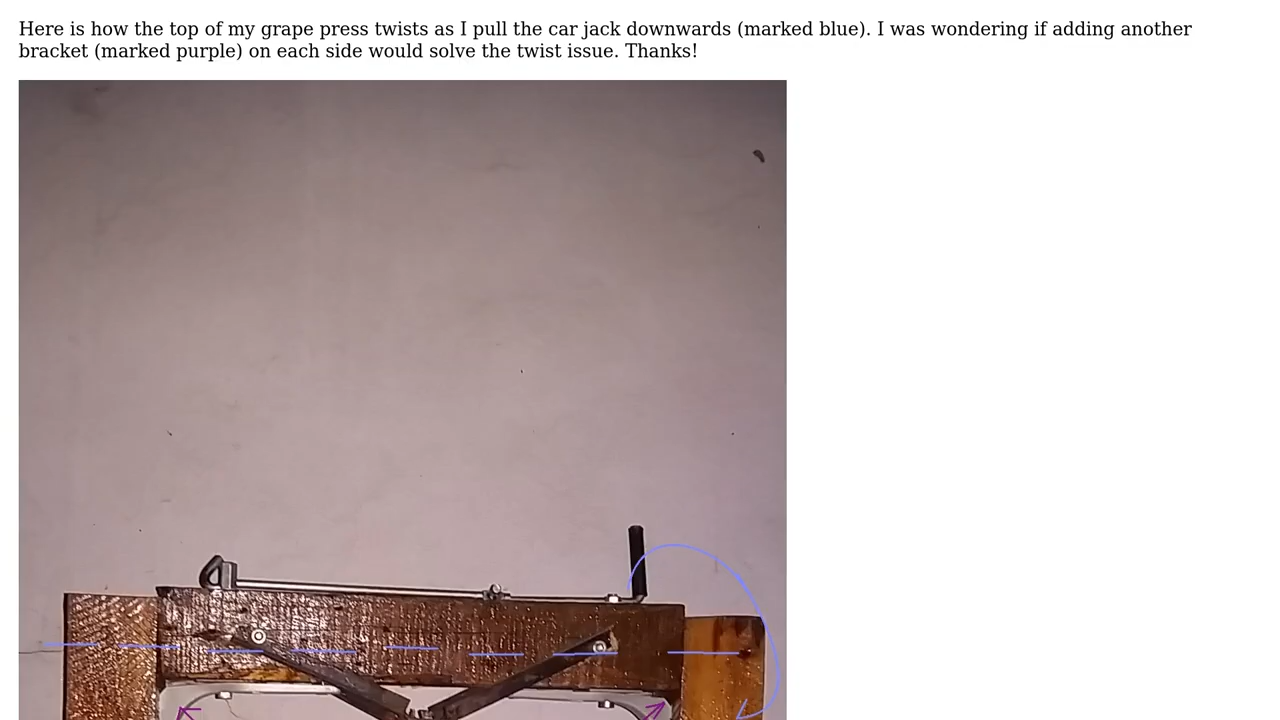 Here is how the top of my grape press twists as I pull the car jack downwards (marked blue). I was wondering if adding another
bracket (marked purple) on each side would solve the twist issue. Thanks!